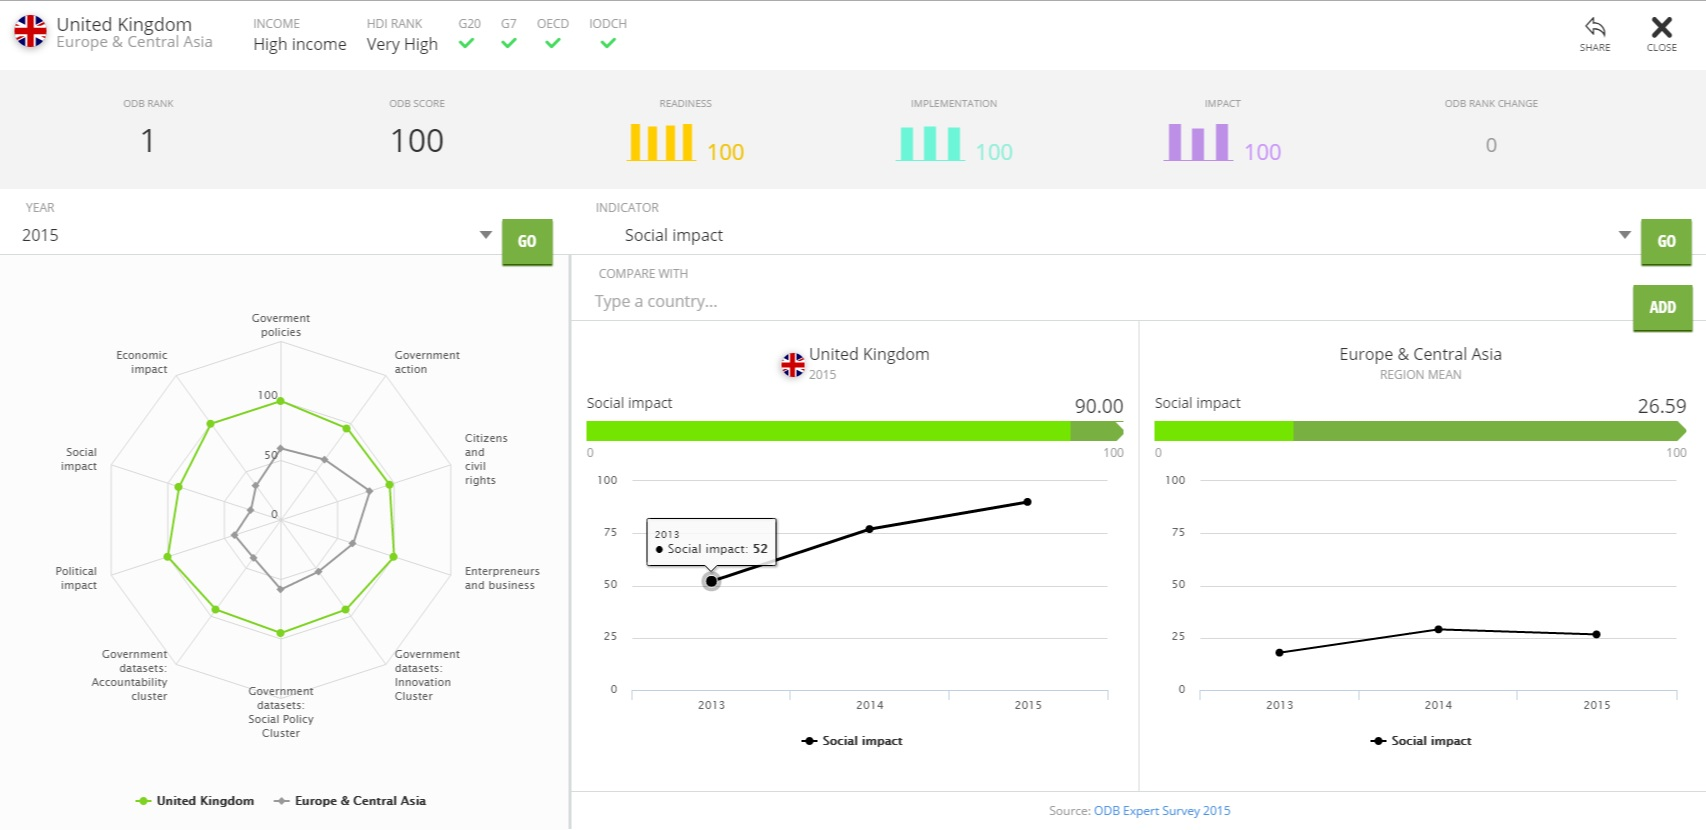 United Kingdom
Europe & Central Asia
INCOME
High income
HDI RANK
Very High
G20
G7
OECD
IODCH
SHARE
CLOSE
ODB RANK
1
ODB SCORE
100
READINESS
100
IMPLEMENTATION
100
IMPACT
100
ODB RANK CHANGE
0
YEAR
2015
GO
INDICATOR
Social impact
GO
COMPARE WITH
Type a country...
ADD
Goverment
policies
Government
action
Citizens
and
civil
rights
Enterpreneurs
and business
Government
datasets:
Innovation
Cluster
Government
datasets:
Social Policy
Cluster
Government
datasets:
Accountability
cluster
Political
impact
Social
impact
Economic
impact
100
50
0
United Kingdom
Europe & Central Asia
United Kingdom
2015
Social impact
90.00
0
100
100
75
50
25
0
2013
Social impact: 52
2013
2014
2015
Social impact
Europe & Central Asia
REGION MEAN
Social impact
26.59
0
100
100
75
50
25
0
2013
2014
2015
Social impact
Source: ODB Expert Survey 2015